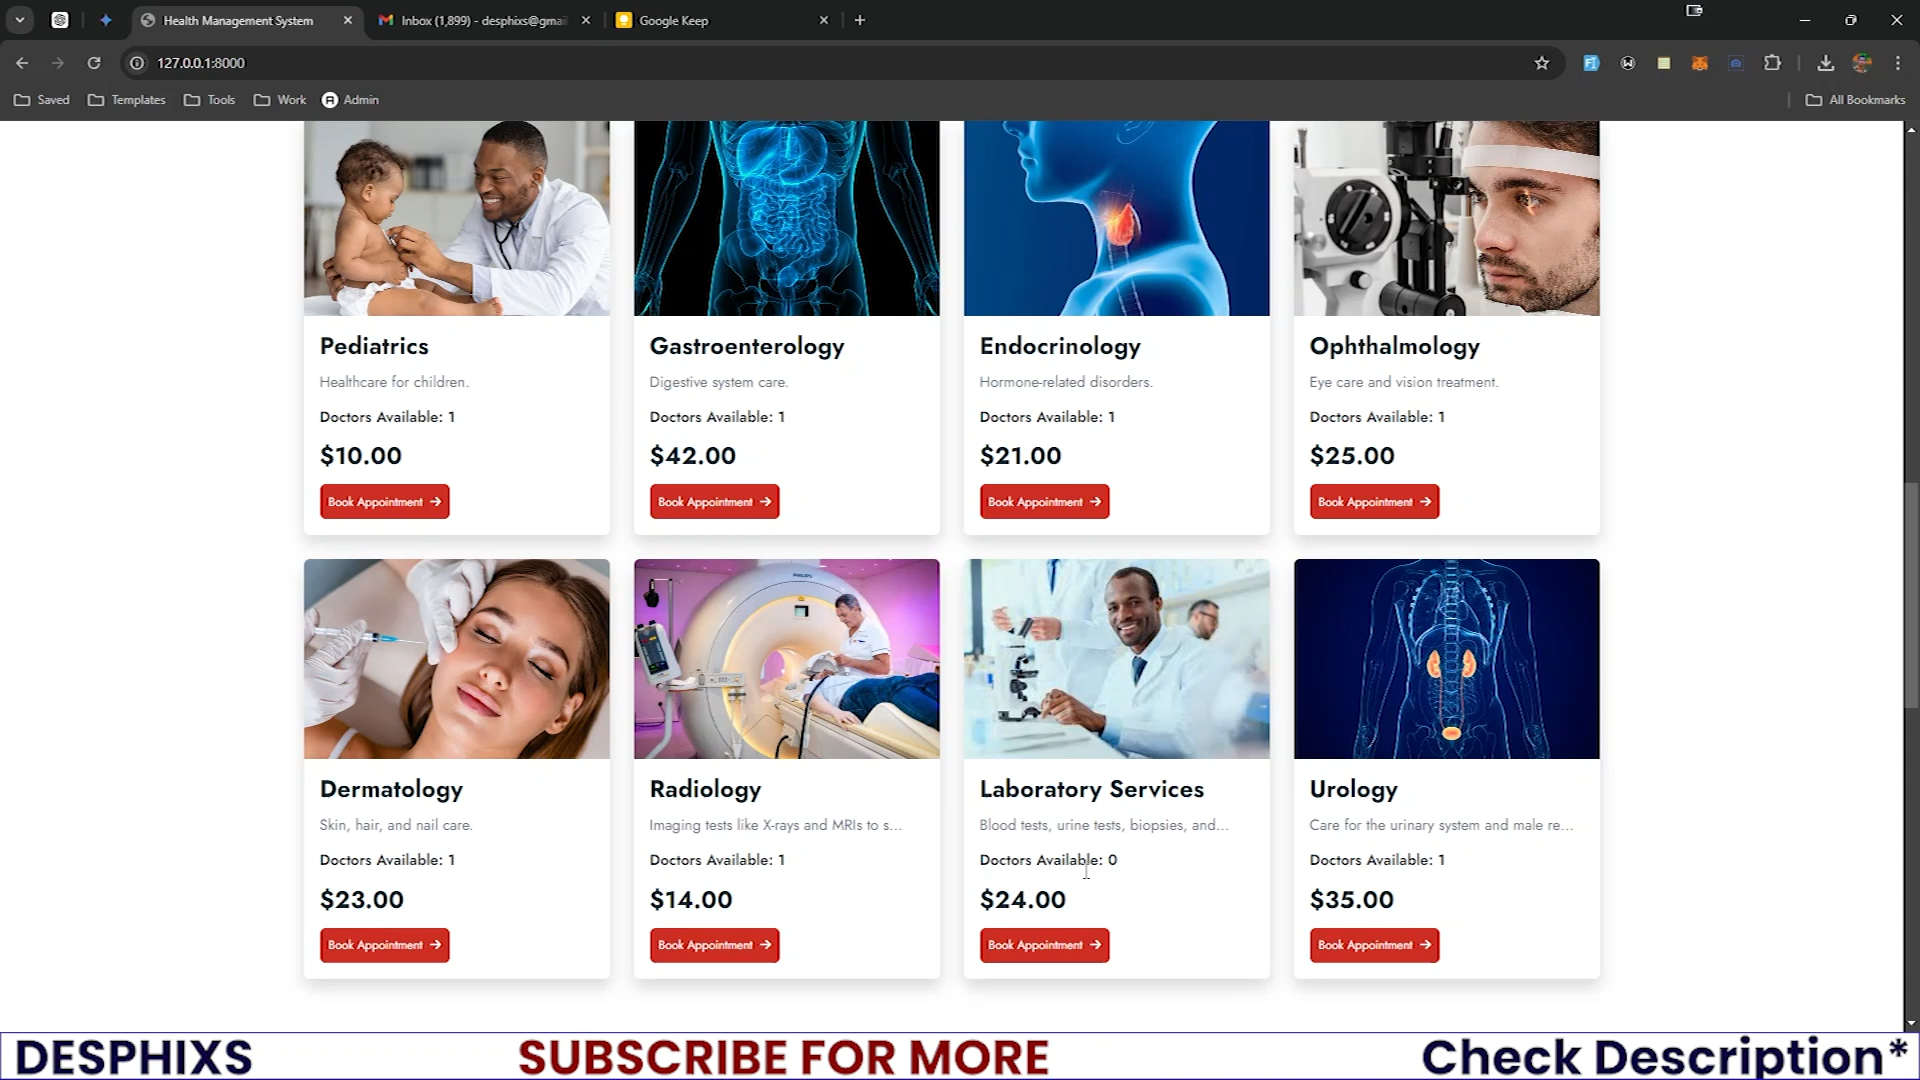 Health Management System
Inbox (1,899) - desphixs@gmai
Google Keep
127.0.0.1:8000
Saved
Templates
Tools
Work
Admin
All Bookmarks
Pediatrics
Healthcare for children.
Doctors Available: 1
$10.00
Book Appointment →
Gastroenterology
Digestive system care.
Doctors Available: 1
$42.00
Book Appointment →
Endocrinology
Hormone-related disorders.
Doctors Available: 1
$21.00
Book Appointment →
Ophthalmology
Eye care and vision treatment.
Doctors Available: 1
$25.00
Book Appointment →
Dermatology
Skin, hair, and nail care.
Doctors Available: 1
$23.00
Book Appointment →
PHILIPS
Radiology
Imaging tests like X-rays and MRIs to s...
Doctors Available: 1
$14.00
Book Appointment →
Laboratory Services
Blood tests, urine tests, biopsies, and...
Doctors Available: 0
$24.00
Book Appointment →
Urology
Care for the urinary system and male re...
Doctors Available: 1
$35.00
Book Appointment →
DESPHIXS
SUBSCRIBE FOR MORE
Check Description*